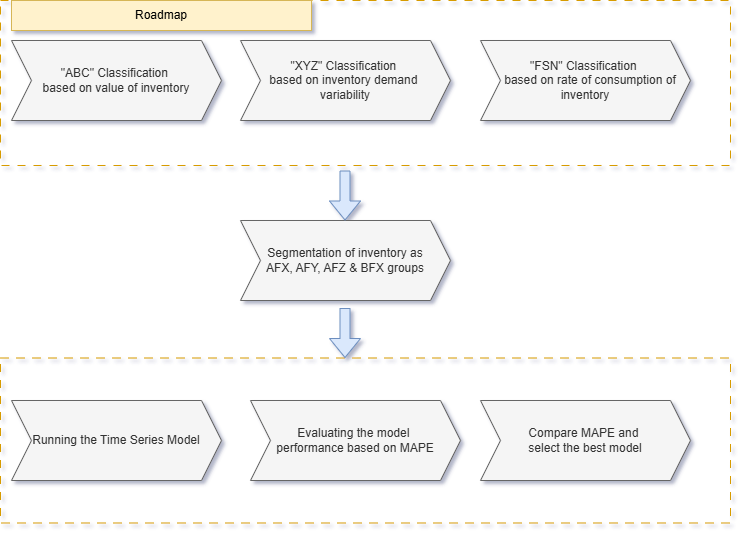 Roadmap
"ABC" Classification
based on value of inventory
"XYZ" Classification
based on inventory demand
variability
"FSN" Classification
based on rate of consumption of
inventory
Segmentation of inventory as
AFX, AFY, AFZ & BFX groups
Running the Time Series Model
Evaluating the model
performance based on MAPE
Compare MAPE and
select the best model